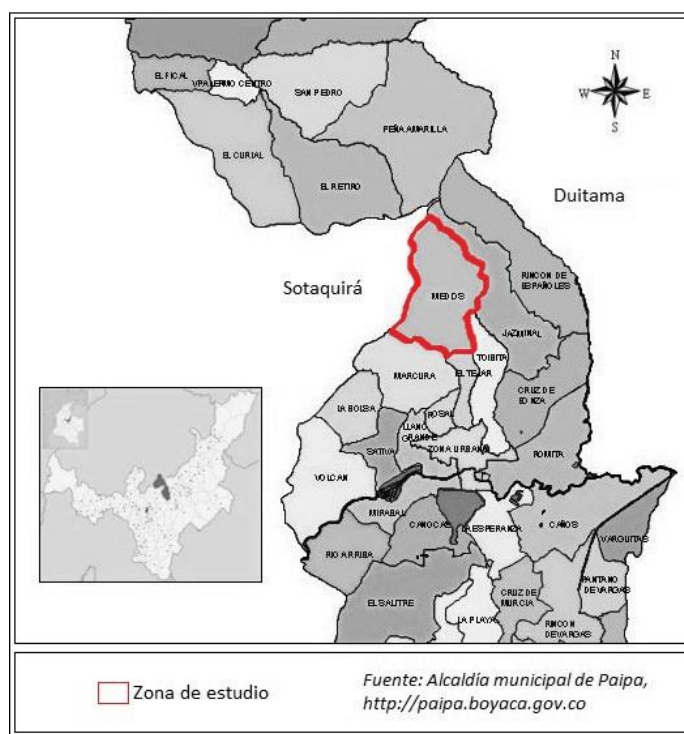 EL FICAL
V.PALERMO CENTRO
SAN PEDRO
PEÑA AMARILLA
EL CURIAL
EL RETIRO
N
W E
S
Duitama
Sotaquirá
RINCON DE
ESPAÑOLES
MEDOS
JAZMINAL
TOIBITA
MARCURA
EL TEJAR
CRUZ DE
BONZA
LA BOLSA
ROSAL
LLANO
GRANDE
ZONA URBANA
SATIVA
ROMITA
VOLCAN
MIRABAL
CANOCAS
LA ESPERANZA
CAÑOS
VARGUITAS
RIO ARRIBA
PANTANO
DE VARGAS
EL SALITRE
CRUZ DE
MURCIA
LA PLAYA
RINCON
DE VARGAS
Zona de estudio
Fuente: Alcaldía municipal de Paipa,
http://paipa.boyaca.gov.co